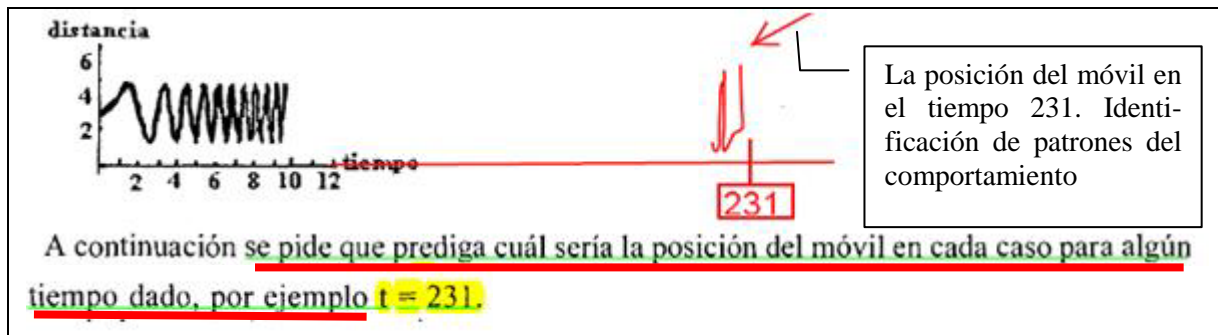 distancia
6
4
2
tiempo
2 4 6 8 10 12
231
La posición del móvil en
el tiempo 231. Identi-
ficación de patrones del
comportamiento
A continuación se pide que prediga cuál sería la posición del móvil en cada caso para algún
tiempo dado, por ejemplo t = 231.